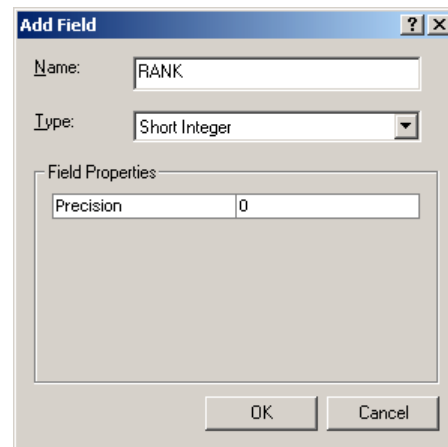 Add Field
Name: RANK
Type: Short Integer
Field Properties
Precision 0
OK Cancel